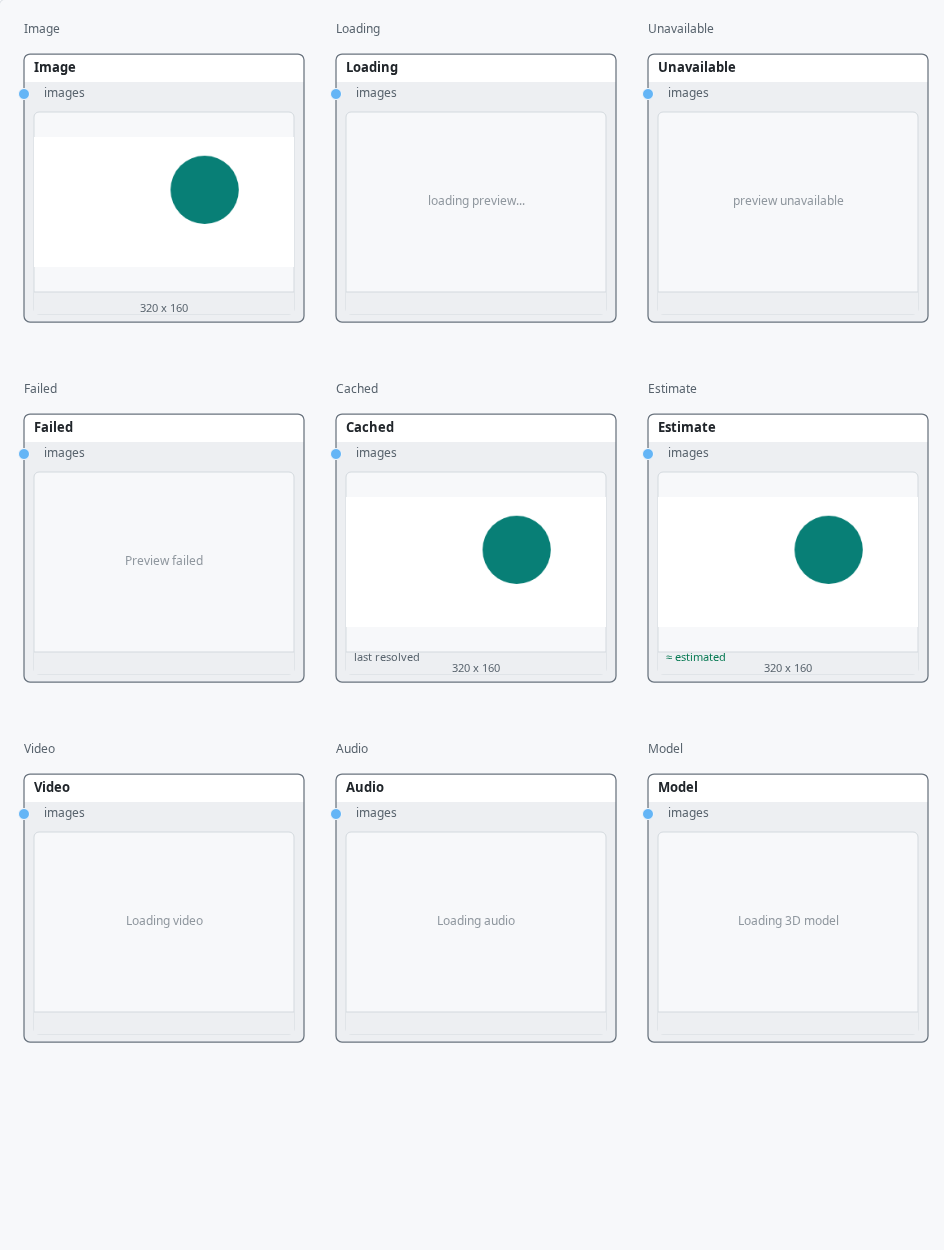 Image
Loading
Unavailable
Image
Loading
Unavailable
images
images
images
loading preview...
preview unavailable
320 x 160
Failed
Cached
Estimate
Failed
Cached
Estimate
images
images
images
Preview failed
last resolved
≈ estimated
320 x 160
320 x 160
Video
Audio
Model
Video
Audio
Model
images
images
images
Loading video
Loading audio
Loading 3D model